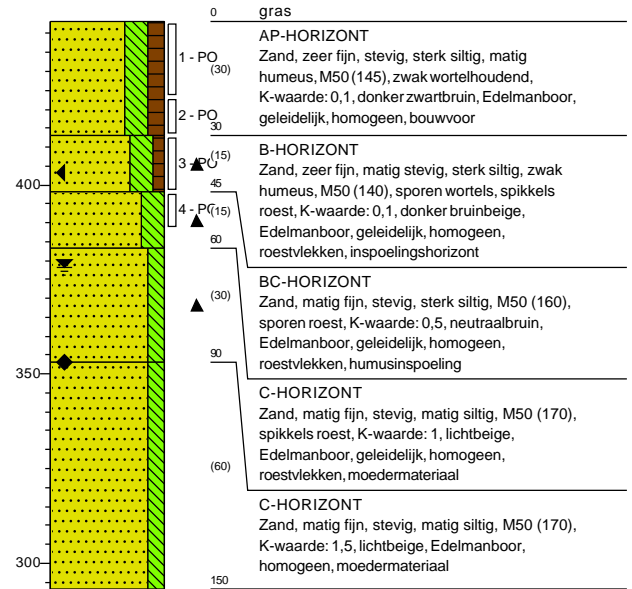 0 gras
AP-HORIZONT
Zand, zeer fijn, stevig, sterk siltig, matig
humeus, M50 (145), zwak wortelhoudend,
K-waarde: 0,1, donker zwartbruin, Edelmanboor,
geleidelijk, homogeen, bouwvoor
1 - PO
(30)
2 - PO
30
B-HORIZONT
Zand, zeer fijn, matig stevig, sterk siltig, zwak
humeus, M50 (140), sporen wortels, spikkels
roest, K-waarde: 0,1, donker bruinbeige,
Edelmanboor, geleidelijk, homogeen,
roestvlekken, inspoelingshorizont
3 - PO
(15)
400
45
4 - PO
(15)
60
BC-HORIZONT
Zand, matig fijn, stevig, sterk siltig, M50 (160),
sporen roest, K-waarde: 0,5, neutraalbruin,
Edelmanboor, geleidelijk, homogeen,
roestvlekken, humusinspoeling
(30)
90
350
C-HORIZONT
Zand, matig fijn, stevig, matig siltig, M50 (170),
spikkels roest, K-waarde: 1, lichtbeige,
Edelmanboor, geleidelijk, homogeen,
roestvlekken, moedermateriaal
(60)
C-HORIZONT
Zand, matig fijn, stevig, matig siltig, M50 (170),
K-waarde: 1,5, lichtbeige, Edelmanboor,
homogeen, moedermateriaal
300
150